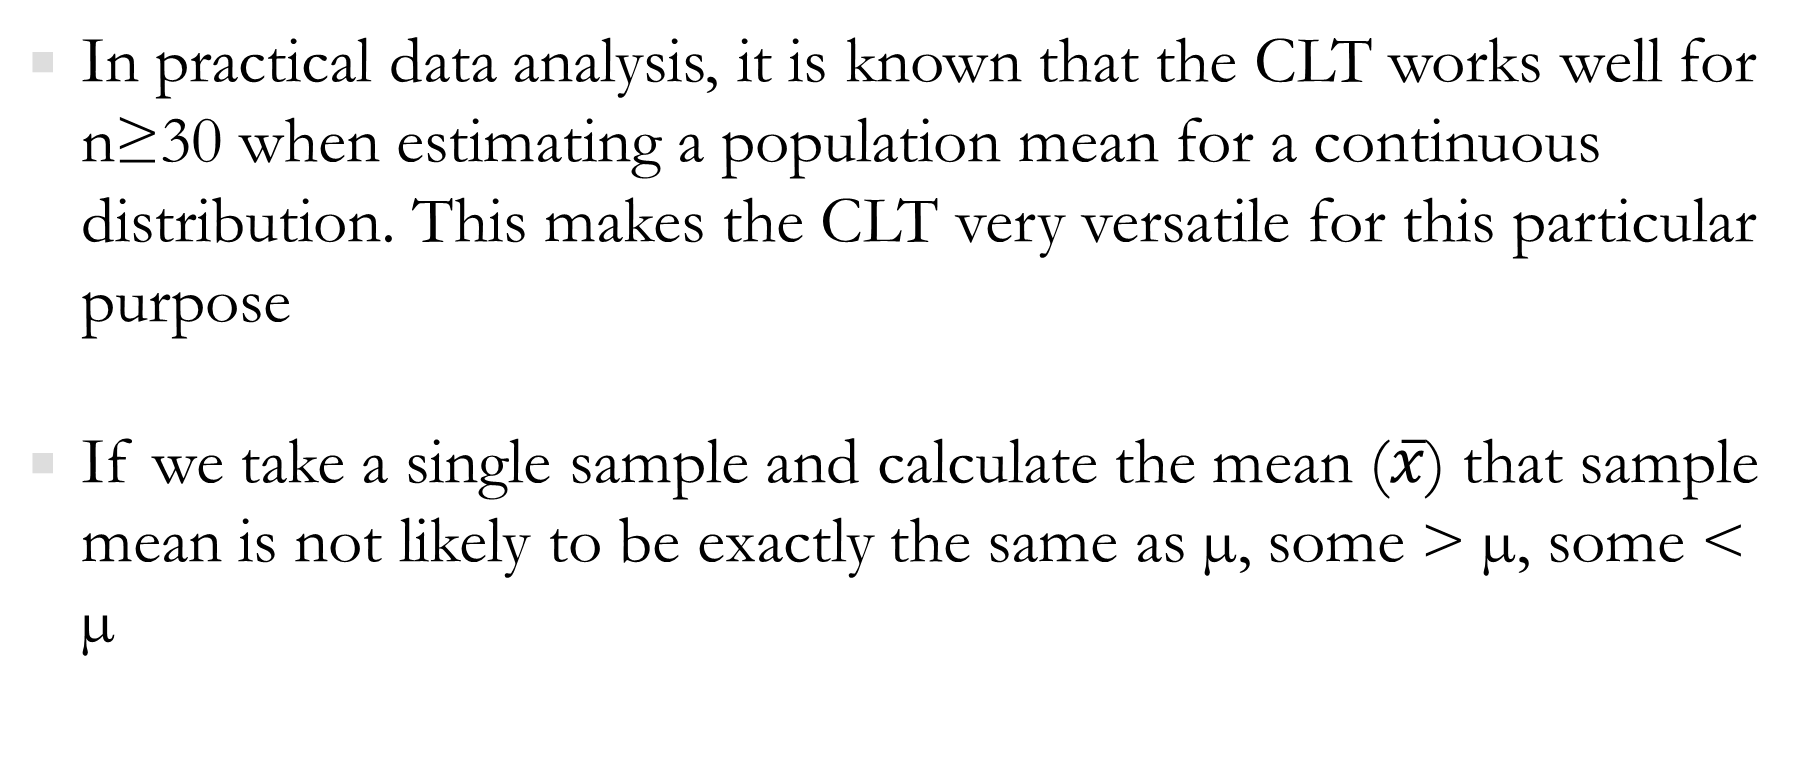 In practical data analysis, it is known that the CLT works well for
n≥30 when estimating a population mean for a continuous
distribution. This makes the CLT very versatile for this particular
purpose
If we take a single sample and calculate the mean (x̅) that sample
mean is not likely to be exactly the same as μ, some > μ, some <
μ